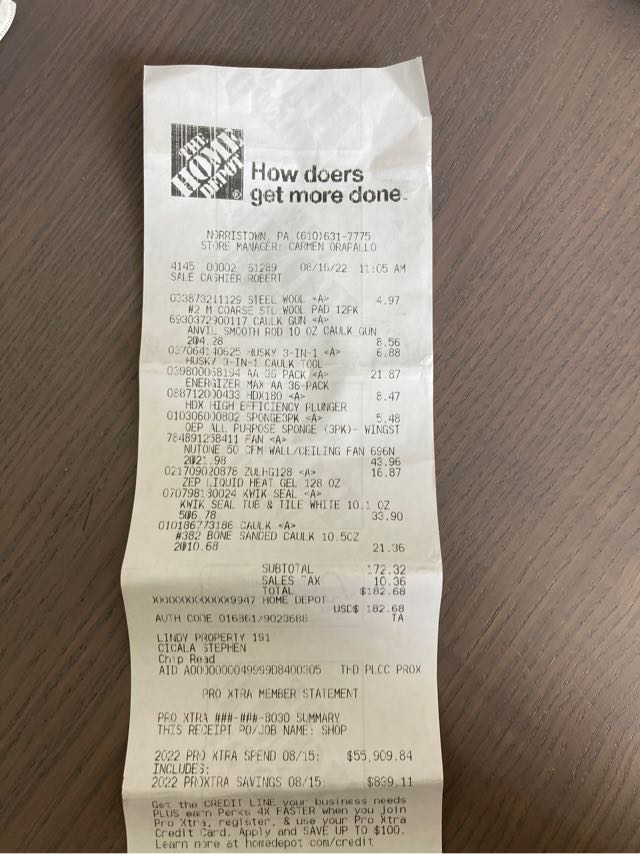 THE
HOME
DEPOT
How doers
get more done.
NORRISTOWN, PA (610)631-7775
STORE MANAGER: CARMEN ORAFALLO
4145 00002 51289 08/16/22 11:05 AM
SALE CASHIER ROBERT
033873211129 STEEL WOOL <A> 4.97
#2 M COARSE STL WOOL PAD 12PK
6930372900117 CAULK GUN <A>
ANVIL SMOOTH ROD 10 OZ CAULK GUN
2@4.28 8.56
037064140625 HUSKY 3-IN-1 <A> 6.88
HUSKY 3-IN-1 CAULK TOOL
039800058194 AA 36 PACK <A> 21.87
ENERGIZER MAX AA 36-PACK
088712000433 HDX180 <A> 8.47
HDX HIGH EFFICIENCY PLUNGER
010306000802 SPONGE3PK <A> 5.48
OEP ALL PURPOSE SPONGE (3PK)- WINGST
784891258411 FAN <A>
NUTONE 50 CFM WALL/CEILING FAN 696N
2@21.98 43.96
021709020878 ZULHG128 <A> 16.87
ZEP LIQUID HEAT GEL 128 OZ
070798180024 KWIK SEAL <A>
KWIK SEAL TUB & TILE WHITE 10.1 OZ
5@6.78 33.90
010186773186 CAULK <A>
#382 BONE SANDED CAULK 10.5OZ
2@10.68 21.36
SUBTOTAL 172.32
SALES TAX 10.36
TOTAL $182.68
XXXXXXXXXXXX9947 HOME DEPOT
USD$ 182.68
AUTH CODE 016861/9023688 TA
LINDY PROPERTY 191
CICALA STEPHEN
Chip Read
AID A0000000049999D8400305 THD PLCC PROX
PRO XTRA MEMBER STATEMENT
PRO XTRA ###-###-8030 SUMMARY
THIS RECEIPT PO/JOB NAME: SHOP
2022 PRO XTRA SPEND 08/15: $55,909.84
INCLUDES:
2022 PROXTRA SAVINGS 08/15: $839.11
Get the CREDIT LINE your business needs
PLUS earn Perks 4X FASTER when you join
Pro Xtra, register, & use your Pro Xtra
Credit Card. Apply and SAVE UP TO $100.
Learn more at homedepot.com/credit